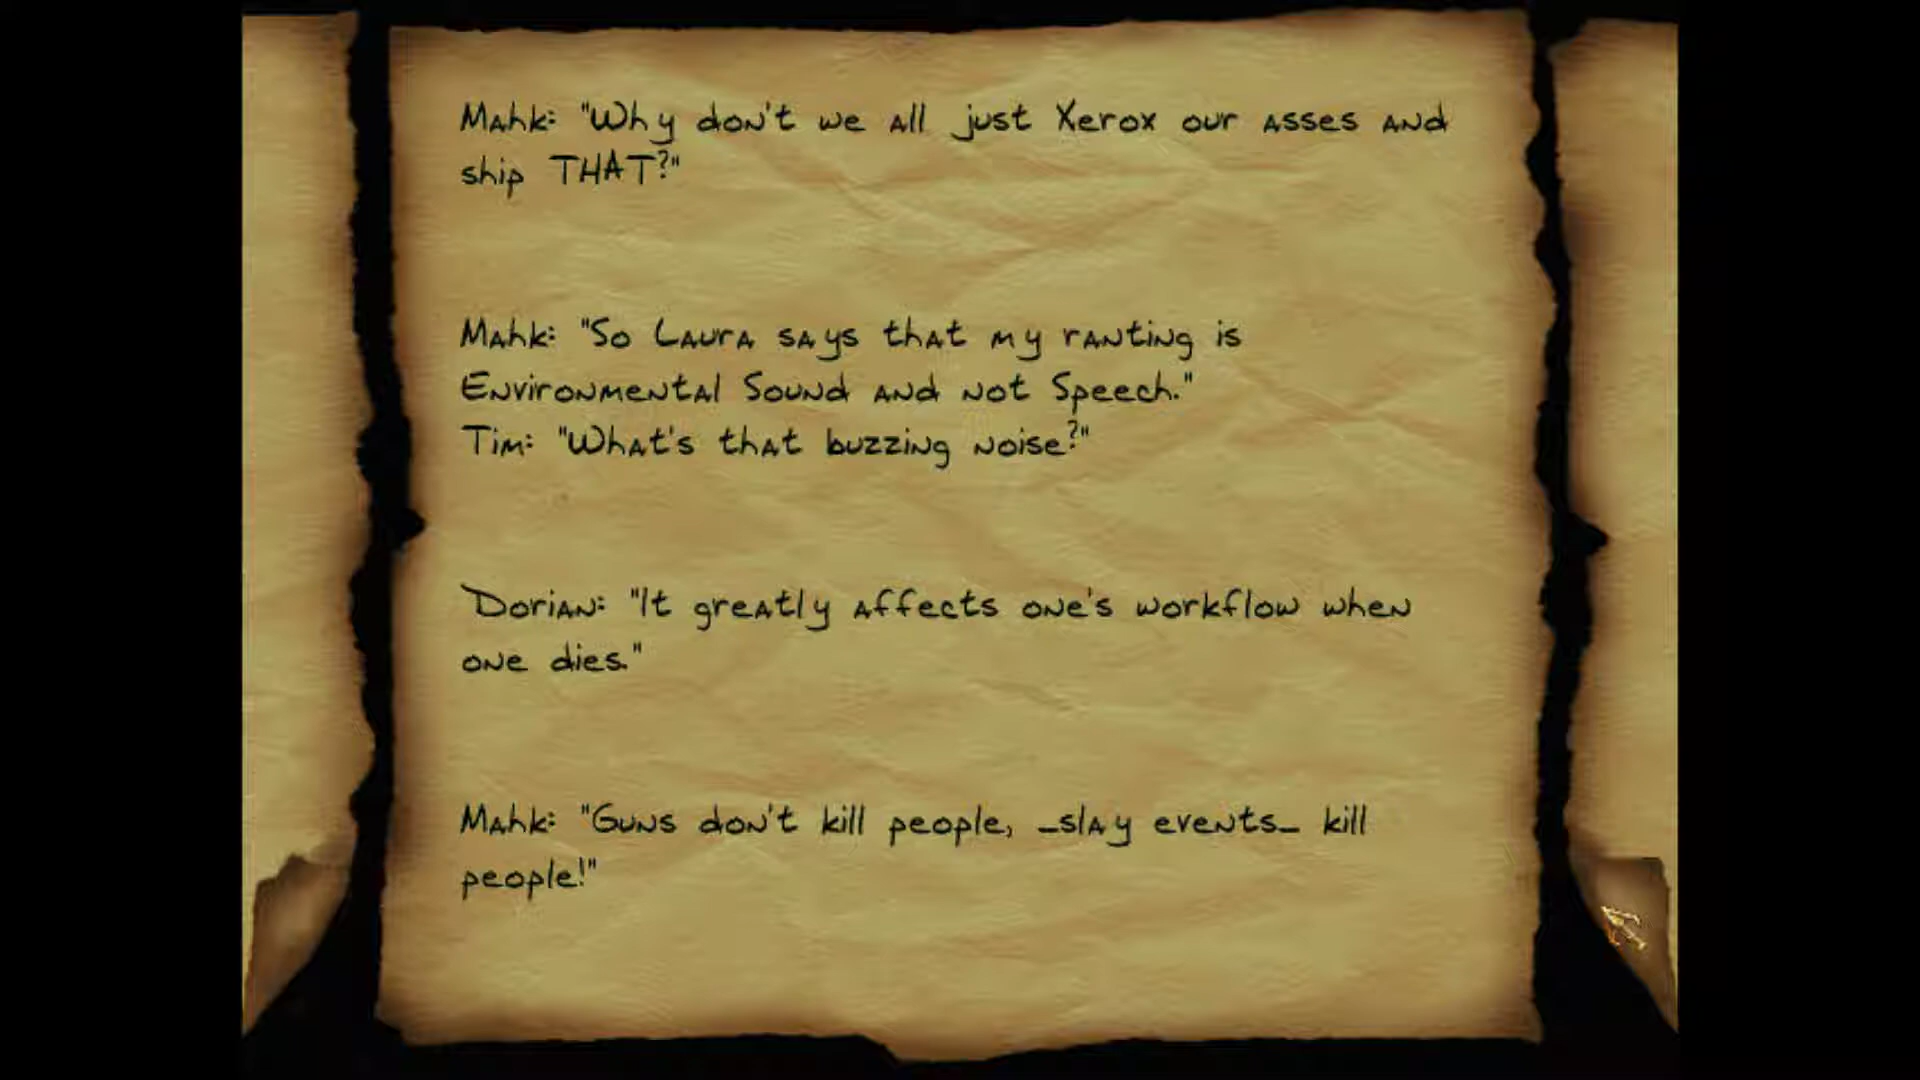 Mahk: "Why don't we all just Xerox our asses and
ship THAT?"
Mahk: "So Laura says that my ranting is
Environmental Sound and not Speech."
Tim: "What's that buzzing noise?"
Dorian: "It greatly affects one's workflow when
one dies."
Mahk: "Guns don't kill people, _slay events_ kill
people!"